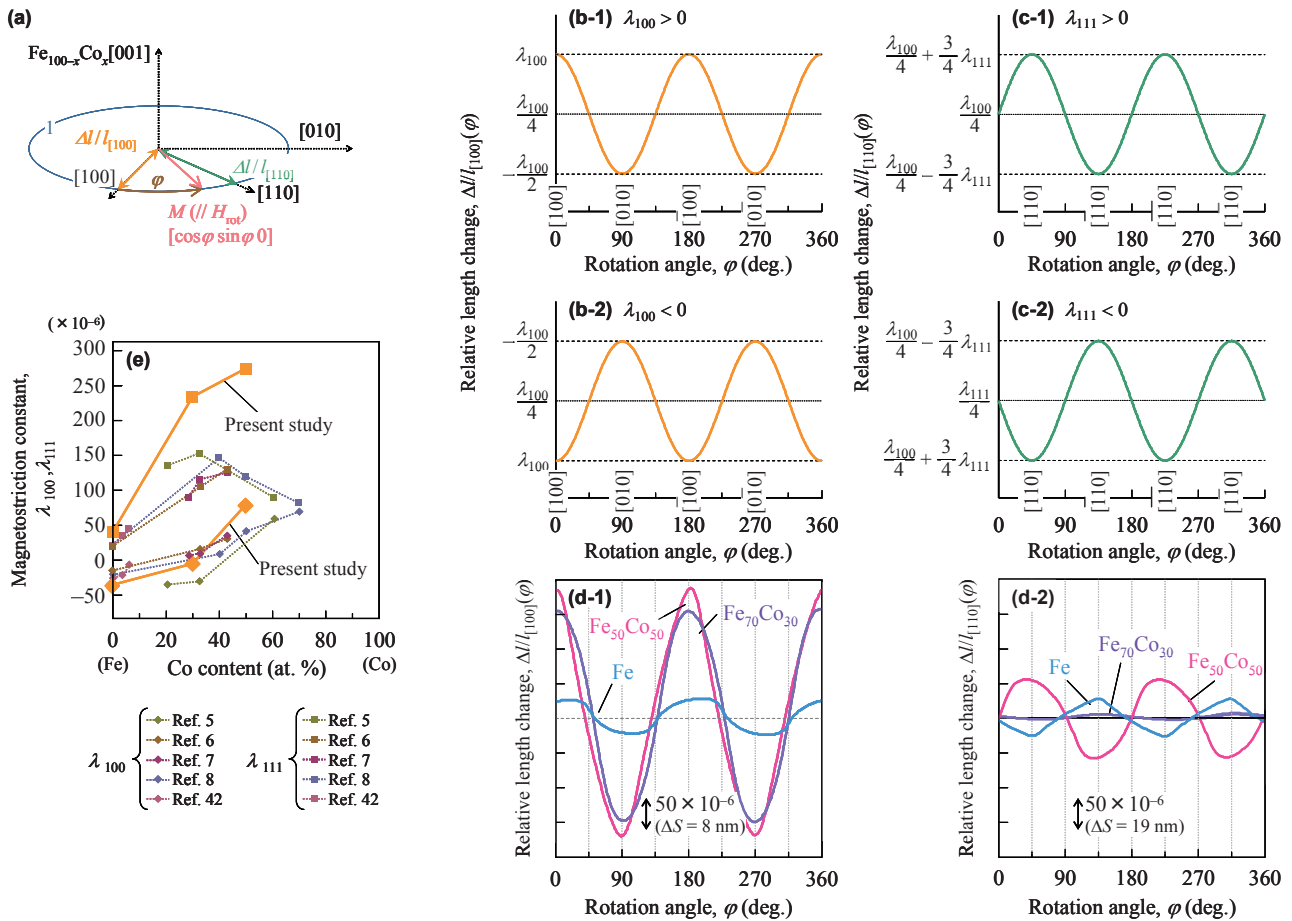 (a)
Fe₁₀₀₋ₓCoₓ[001]
[010]
1
Δl/l[100]
Δl/l[110]
[100]
φ
[110]
M (// H_rot)
[cosφ sinφ 0]
(b-1) λ₁₀₀ > 0
Relative length change, Δl/l[100](φ)
λ₁₀₀
λ₁₀₀/4
−λ₁₀₀/2
[100]
[010]
[100]
[010]
0 90 180 270 360
Rotation angle, φ (deg.)
(c-1) λ₁₁₁ > 0
Relative length change, Δl/l[110](φ)
λ₁₀₀/4 + 3/4 λ₁₁₁
λ₁₀₀/4
λ₁₀₀/4 − 3/4 λ₁₁₁
[110]
[110]
[110]
[110]
0 90 180 270 360
Rotation angle, φ (deg.)
(b-2) λ₁₀₀ < 0
−λ₁₀₀/2
λ₁₀₀/4
λ₁₀₀
[100]
[010]
[100]
[010]
0 90 180 270 360
Rotation angle, φ (deg.)
(c-2) λ₁₁₁ < 0
λ₁₀₀/4 − 3/4 λ₁₁₁
λ₁₁₁/4
λ₁₀₀/4 + 3/4 λ₁₁₁
[110]
[110]
[110]
[110]
0 90 180 270 360
Rotation angle, φ (deg.)
(× 10⁻⁶)
(e)
Magnetostriction constant,
λ₁₀₀, λ₁₁₁
300
250
200
150
100
50
0
−50
Present study
Present study
0 20 40 60 80 100
(Fe) Co content (at. %) (Co)
λ₁₀₀
Ref. 5
Ref. 6
Ref. 7
Ref. 8
Ref. 42
λ₁₁₁
Ref. 5
Ref. 6
Ref. 7
Ref. 8
Ref. 42
(d-1)
Relative length change, Δl/l[100](φ)
Fe₅₀Co₅₀
Fe₇₀Co₃₀
Fe
50 × 10⁻⁶
(ΔS = 8 nm)
0 90 180 270 360
Rotation angle, φ (deg.)
(d-2)
Relative length change, Δl/l[110](φ)
Fe₇₀Co₃₀
Fe
Fe₅₀Co₅₀
50 × 10⁻⁶
(ΔS = 19 nm)
0 90 180 270 360
Rotation angle, φ (deg.)